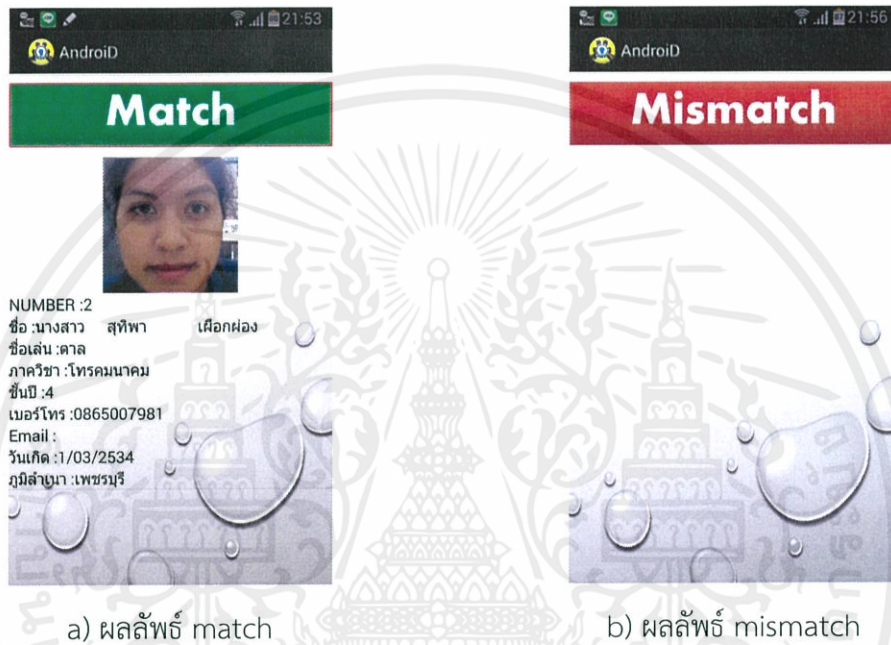 21:53
AndroiD
Match
NUMBER :2
ชื่อ :นางสาว สุทิพา เผือกผ่อง
ชื่อเล่น :ตาล
ภาควิชา :โทรคมนาคม
ชั้นปี :4
เบอร์โทร :0865007981
Email :
วันเกิด :1/03/2534
ภูมิลำเนา :เพชรบุรี
a) ผลลัพธ์ match
21:56
AndroiD
Mismatch
b) ผลลัพธ์ mismatch